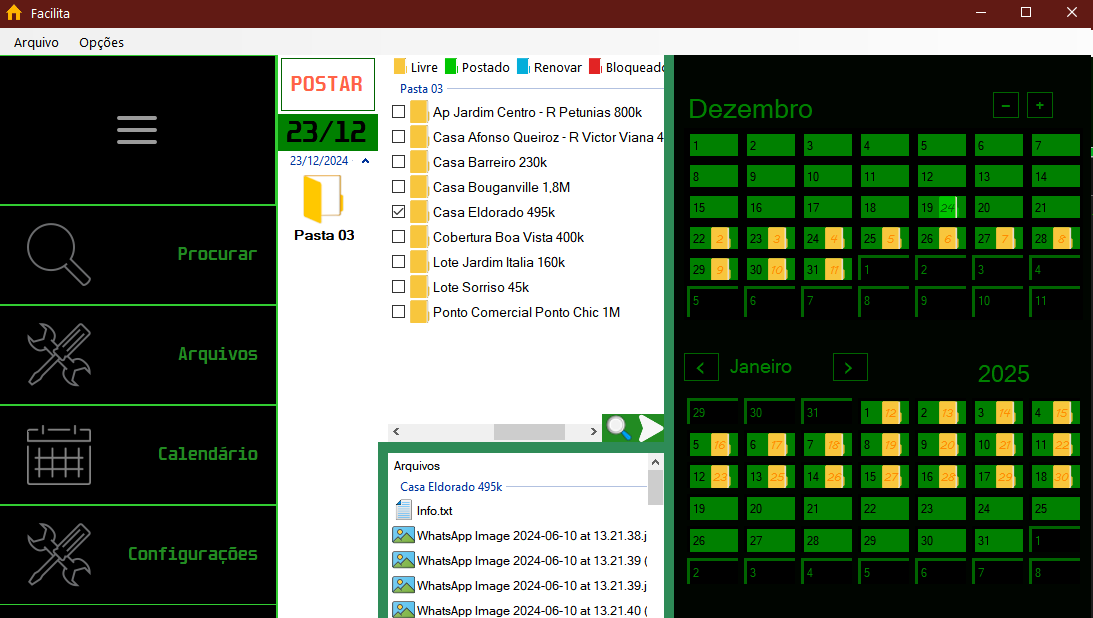 Facilita
Arquivo Opções
Procurar
Arquivos
Calendário
Configurações
POSTAR
23/12
23/12/2024
Pasta 03
Livre Postado Renovar Bloqueado
Pasta 03
Ap Jardim Centro - R Petunias 800k
Casa Afonso Queiroz - R Victor Viana 4
Casa Barreiro 230k
Casa Bouganville 1,8M
Casa Eldorado 495k
Cobertura Boa Vista 400k
Lote Jardim Italia 160k
Lote Sorriso 45k
Ponto Comercial Ponto Chic 1M
Arquivos
Casa Eldorado 495k
Info.txt
WhatsApp Image 2024-06-10 at 13.21.38.j
WhatsApp Image 2024-06-10 at 13.21.39 (
WhatsApp Image 2024-06-10 at 13.21.39.j
WhatsApp Image 2024-06-10 at 13.21.40 (
Dezembro - +
1 2 3 4 5 6 7
8 9 10 11 12 13 14
15 16 17 18 19 24 20 21
22 2 23 3 24 4 25 5 26 6 27 7 28 8
29 9 30 10 31 11 1 2 3 4
5 6 7 8 9 10 11
< Janeiro > 2025
29 30 31 1 12 2 13 3 14 4 15
5 16 6 17 7 18 8 19 9 20 10 21 11 22
12 23 13 25 14 26 15 27 16 28 17 29 18 30
19 20 21 22 23 24 25
26 27 28 29 30 31 1
2 3 4 5 6 7 8